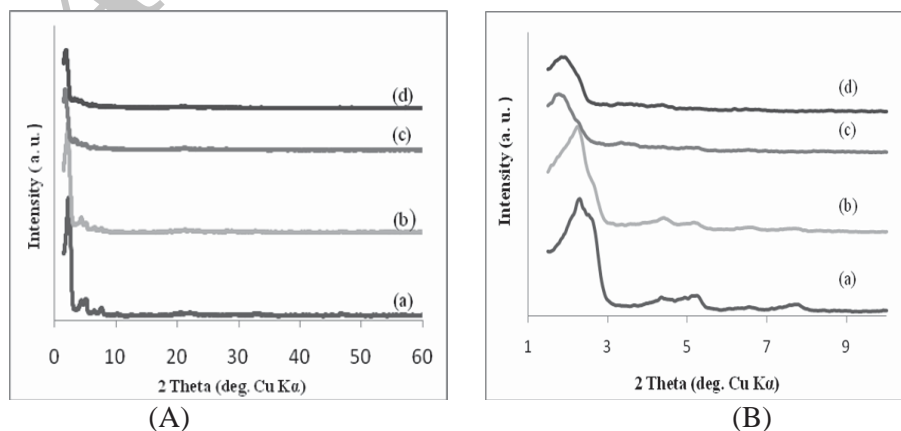 Intensity ( a. u. )
(d)
(c)
(b)
(a)
0 10 20 30 40 50 60
2 Theta (deg. Cu Kα)
(A)
Intensity (a. u. )
(d)
(c)
(b)
(a)
1 3 5 7 9
2 Theta (deg. Cu Kα)
(B)